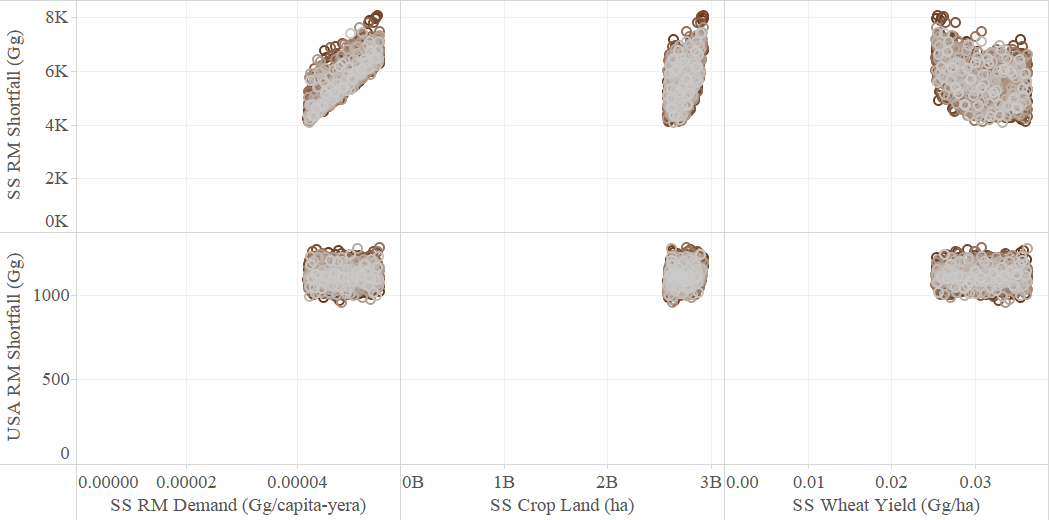 SS RM Shortfall (Gg)
8K
6K
4K
2K
0K
USA RM Shortfall (Gg)
1000
500
0
0.00000 0.00002 0.00004
SS RM Demand (Gg/capita-yera)
0B 1B 2B 3B
SS Crop Land (ha)
0.00 0.01 0.02 0.03
SS Wheat Yield (Gg/ha)